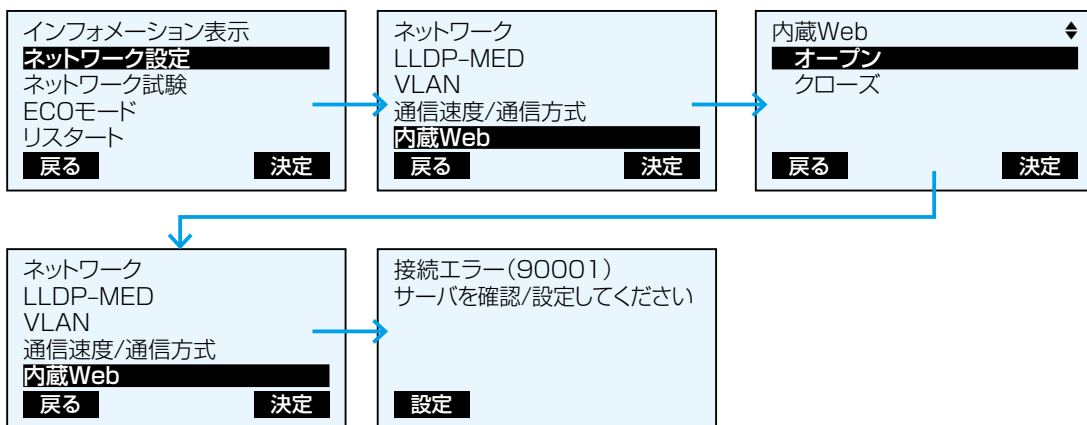 インフォメーション表示
ネットワーク設定
ネットワーク試験
ECOモード
リスタート
戻る 決定
ネットワーク
LLDP-MED
VLAN
通信速度/通信方式
内蔵Web
戻る 決定
内蔵Web
オープン
クローズ
戻る 決定
ネットワーク
LLDP-MED
VLAN
通信速度/通信方式
内蔵Web
戻る 決定
接続エラー(90001)
サーバを確認/設定してください
設定